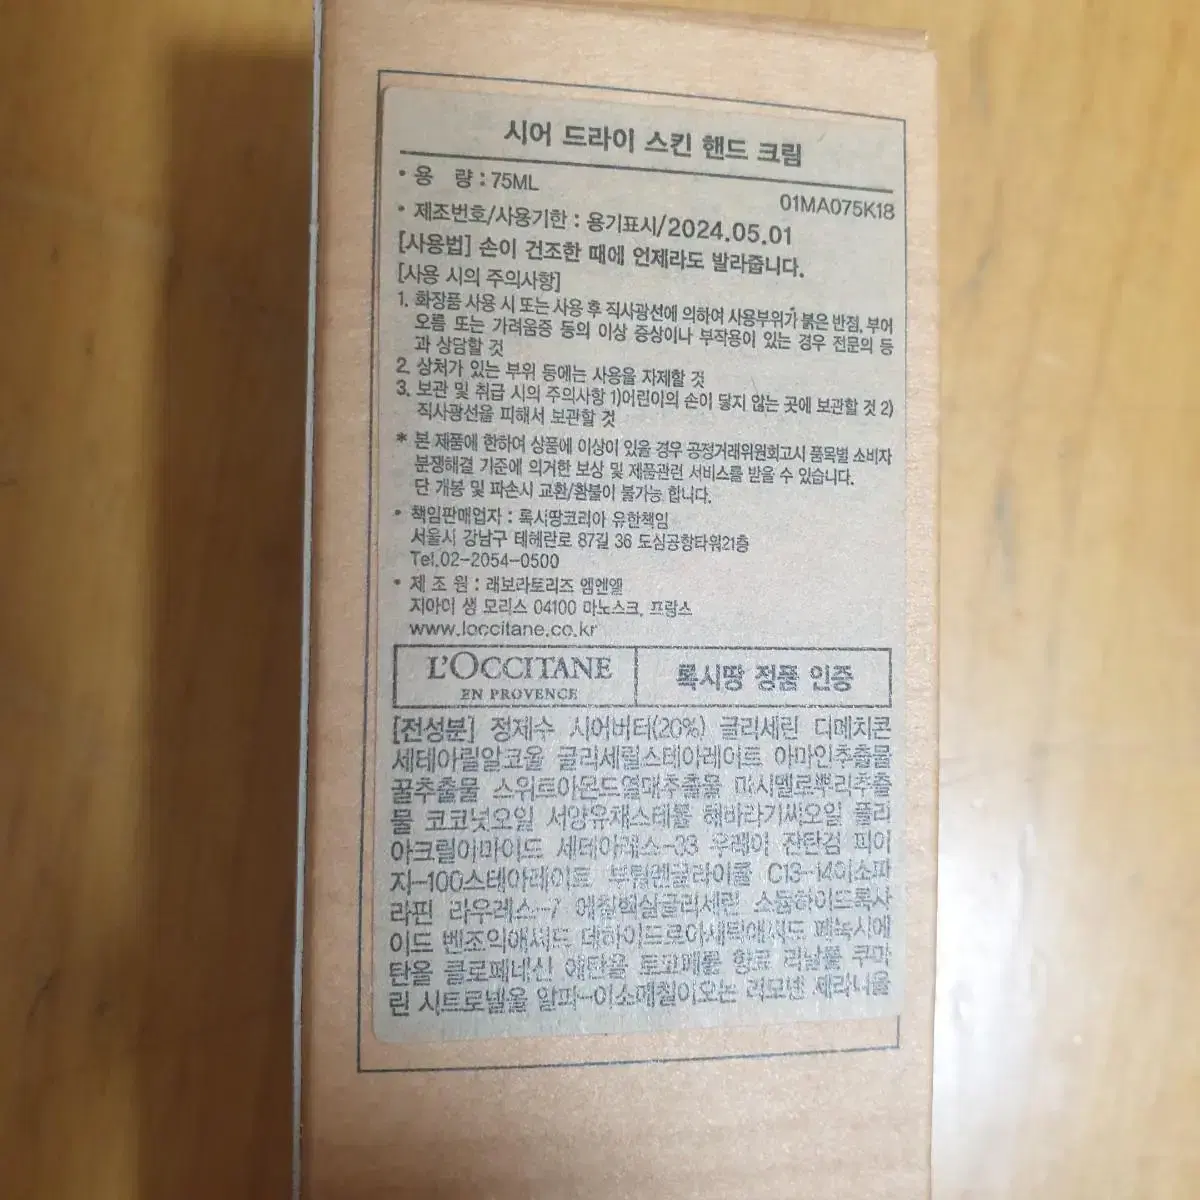 시어 드라이 스킨 핸드 크림
• 용 량 : 75ML
01MA075K18
• 제조번호/사용기한 : 용기표시/2024.05.01
[사용법] 손이 건조한 때에 언제라도 발라줍니다.
[사용 시의 주의사항]
1. 화장품 사용 시 또는 사용 후 직사광선에 의하여 사용부위가 붉은 반점, 부어
오름 또는 가려움증 등의 이상 증상이나 부작용이 있는 경우 전문의 등
과 상담할 것
2. 상처가 있는 부위 등에는 사용을 자제할 것
3. 보관 및 취급 시의 주의사항 1)어린이의 손이 닿지 않는 곳에 보관할 것 2)
직사광선을 피해서 보관할 것
* 본 제품에 한하여 상품에 이상이 있을 경우 공정거래위원회고시 품목별 소비자
분쟁해결 기준에 의거한 보상 및 제품관련 서비스를 받을 수 있습니다.
단 개봉 및 파손시 교환/환불이 불가능 합니다.
• 책임판매업자 : 록시땅코리아 유한책임
서울시 강남구 테헤란로 87길 36 도심공항타워21층
Tel.02-2054-0500
• 제 조 원 : 래보라토리즈 엠엔엘
지아이 생 모리스 04100 마노스크, 프랑스
www.loccitane.co.kr
L'OCCITANE
EN PROVENCE
록시땅 정품 인증
[전성분] 정제수 시어버터(20%) 글리세린 디메치콘
세테아릴알코올 글리세릴스테아레이트 아마인추출물
꿀추출물 스위트아몬드열매추출물 마시멜로뿌리추출
물 코코넛오일 서양유채스테롤 해바라기씨오일 폴리
아크릴아마이드 세테아레스-33 우레아 잔탄검 피이
지-100스테아레이트 부틸렌글라이콜 C13-14이소파
라핀 라우레스-7 에칠헥실글리세린 소듐하이드록사
이드 벤조익애씨드 데하이드로아세틱애씨드 페녹시에
탄올 클로페네신 에탄올 토코페롤 향료 리날롤 쿠마
린 시트로넬올 알파-이소메칠이오논 리모넨 제라니올